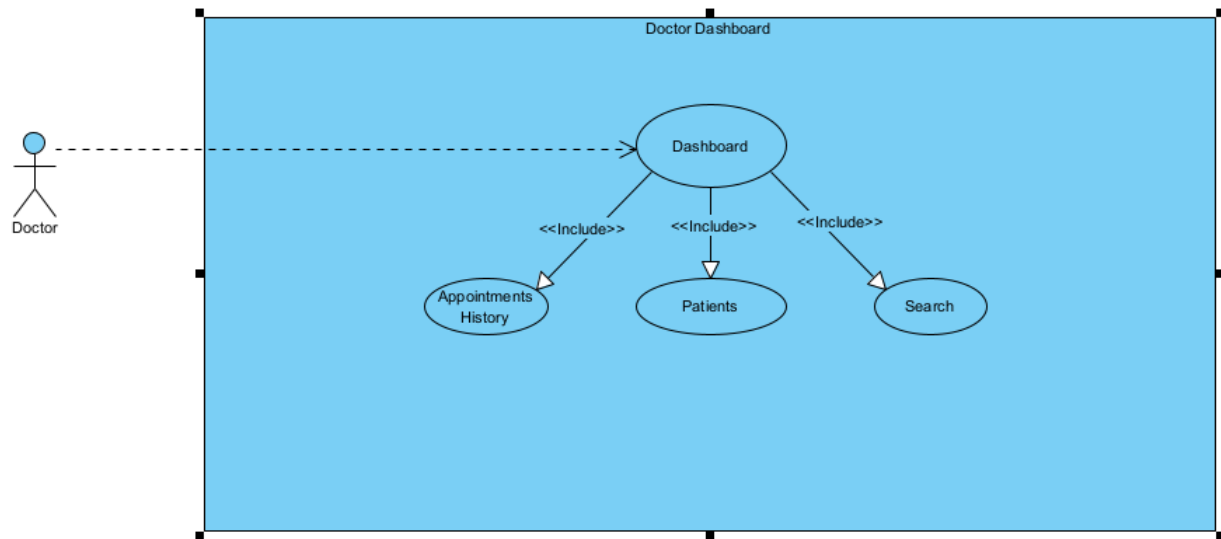 Doctor Dashboard
Dashboard
Doctor
<<Include>>
<<Include>>
<<Include>>
Appointments
History
Patients
Search